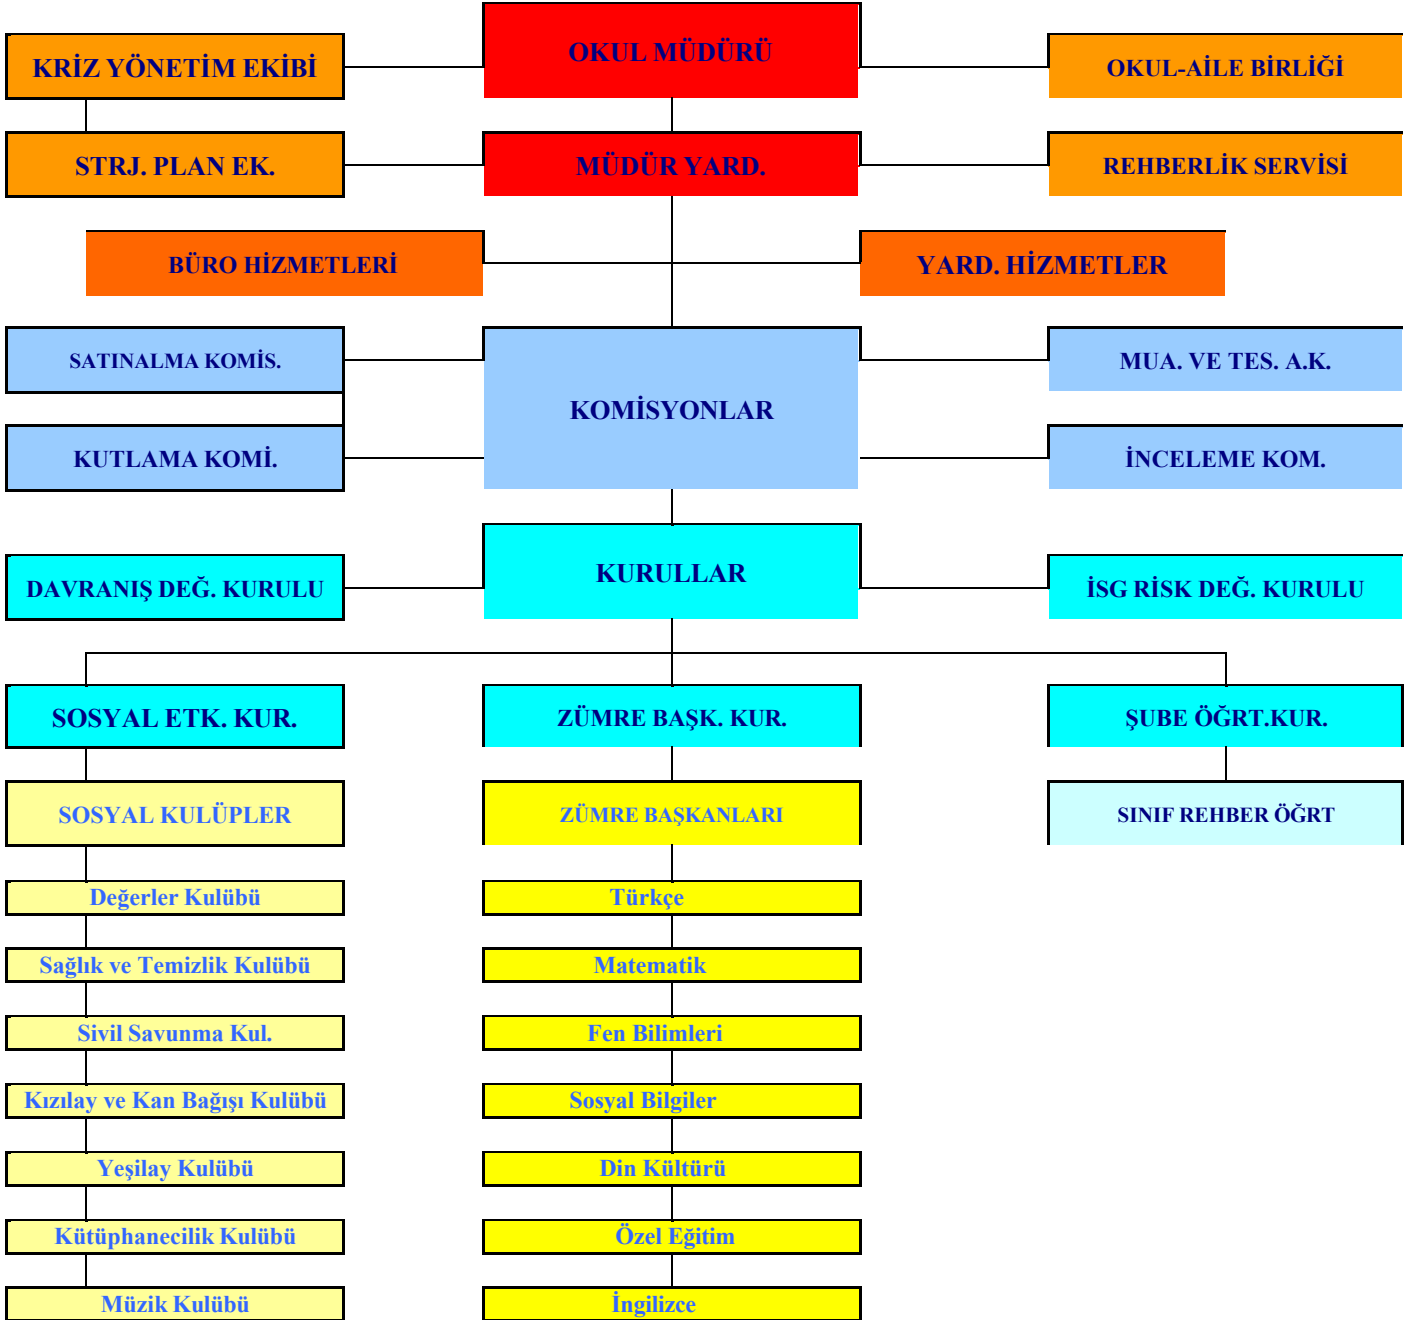 OKUL MÜDÜRÜ
KRİZ YÖNETİM EKİBİ
OKUL-AİLE BİRLİĞİ
STRJ. PLAN EK.
MÜDÜR YARD.
REHBERLİK SERVİSİ
BÜRO HİZMETLERİ
YARD. HİZMETLER
SATINALMA KOMİS.
MUA. VE TES. A.K.
KOMİSYONLAR
KUTLAMA KOMİ.
İNCELEME KOM.
KURULLAR
DAVRANIŞ DEĞ. KURULU
İSG RİSK DEĞ. KURULU
SOSYAL ETK. KUR.
ZÜMRE BAŞK. KUR.
ŞUBE ÖĞRT.KUR.
SOSYAL KULÜPLER
ZÜMRE BAŞKANLARI
SINIF REHBER ÖĞRT
Değerler Kulübü
Türkçe
Sağlık ve Temizlik Kulübü
Matematik
Sivil Savunma Kul.
Fen Bilimleri
Kızılay ve Kan Bağışı Kulübü
Sosyal Bilgiler
Yeşilay Kulübü
Din Kültürü
Kütüphanecilik Kulübü
Özel Eğitim
Müzik Kulübü
İngilizce